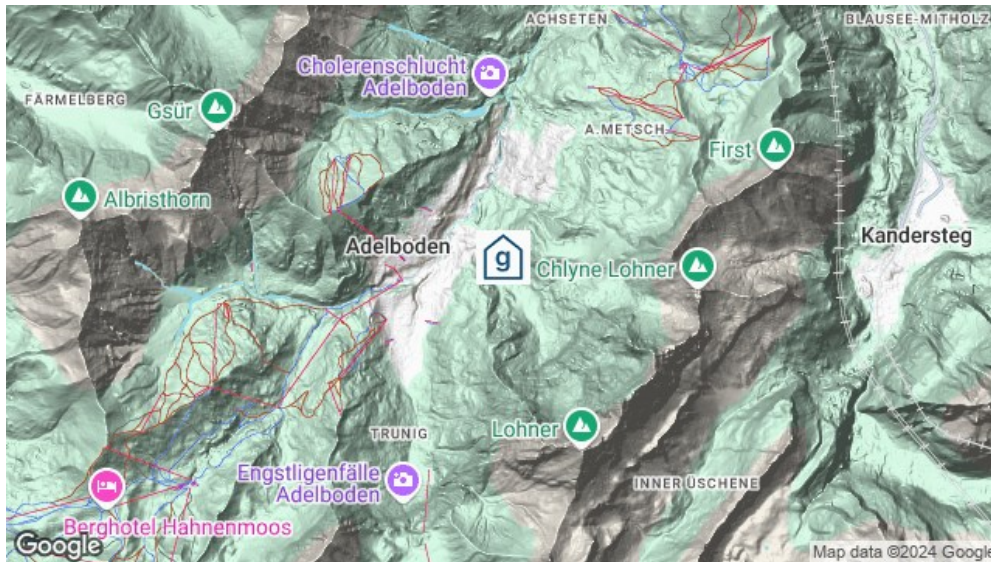 ACHSETEN
BLAUSEE-MITHOLZ
Cholerenschlucht
Adelboden
FÄRMELBERG
Gsür
A.METSCH
First
Albristhorn
Adelboden
g
Kandersteg
Chlyne Lohner
TRUNIG
Lohner
Engstligenfälle
Adelboden
INNER ÜSCHENE
Berghotel Hahnenmoos
Google
Map data ©2024 Google